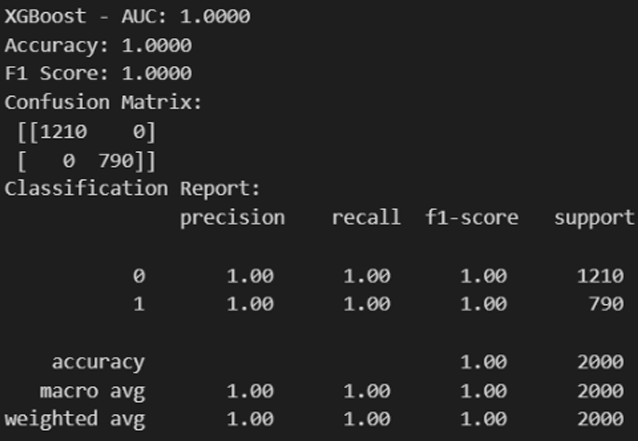 XGBoost - AUC: 1.0000
Accuracy: 1.0000
F1 Score: 1.0000
Confusion Matrix:
[[1210 0]
[ 0 790]]
Classification Report:
precision recall f1-score support
0 1.00 1.00 1.00 1210
1 1.00 1.00 1.00 790
accuracy 1.00 2000
macro avg 1.00 1.00 1.00 2000
weighted avg 1.00 1.00 1.00 2000